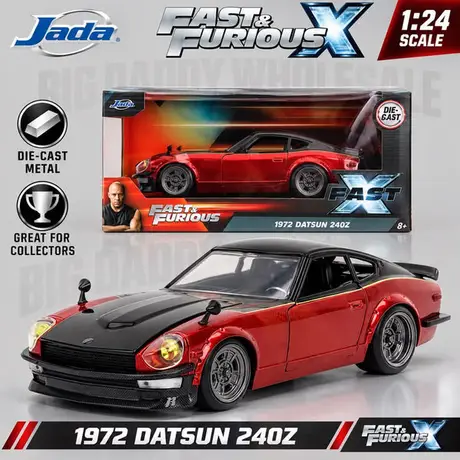 Jada
FAST & FURIOUS X
1:24
SCALE
BIG DADDY WHOLESALE
Jada
DIE-CAST
DIE-CAST
METAL
FAST X
FAST & FURIOUS
1972 DATSUN 240Z
8+
GREAT FOR
COLLECTORS
1972 DATSUN 240Z
FAST & FURIOUS X